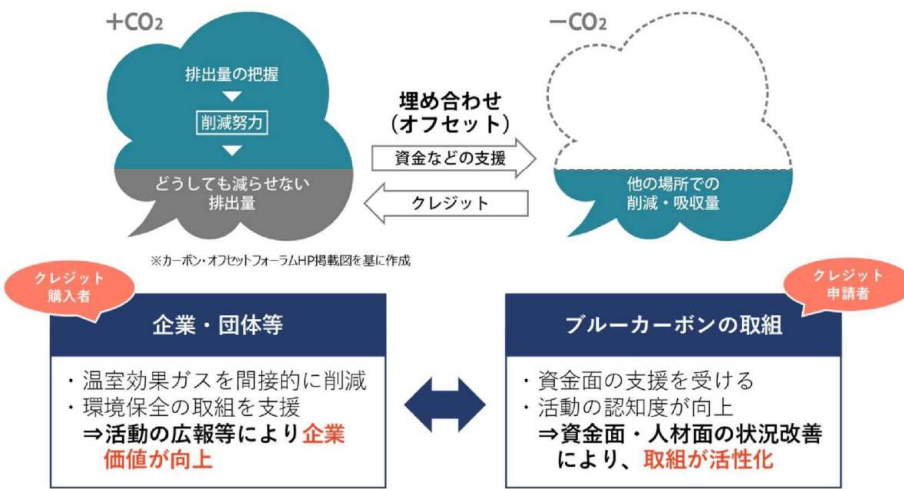 ＋CO₂
排出量の把握
削減努力
どうしても減らせない
排出量
埋め合わせ
（オフセット）
資金などの支援
クレジット
－CO₂
他の場所での
削減・吸収量
※カーボン・オフセットフォーラムHP掲載図を基に作成
クレジット
購入者
企業・団体等
・温室効果ガスを間接的に削減
・環境保全の取組を支援
⇒活動の広報等により企業
価値が向上
クレジット
申請者
ブルーカーボンの取組
・資金面の支援を受ける
・活動の認知度が向上
⇒資金面・人材面の状況改善
により、取組が活性化